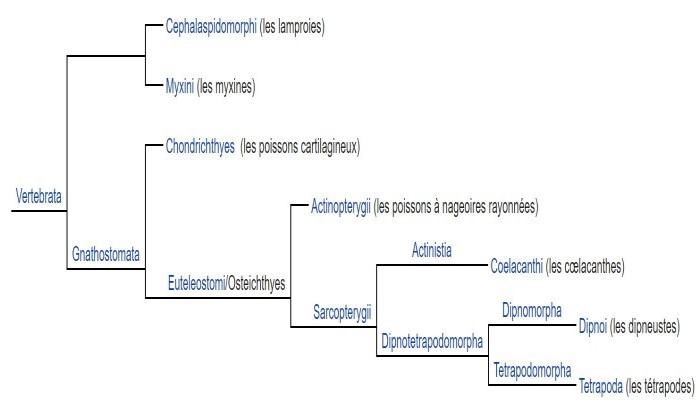 Cephalaspidomorphi (les lamproies)
Myxini (les myxines)
Chondrichthyes (les poissons cartilagineux)
Vertebrata
Actinopterygii (les poissons à nageoires rayonnées)
Gnathostomata
Actinistia
Coelacanthi (les cœlacanthes)
Euteleostomi/Osteichthyes
Sarcopterygii
Dipnomorpha
Dipnoi (les dipneustes)
Dipnotetrapodomorpha
Tetrapodomorpha
Tetrapoda (les tétrapodes)